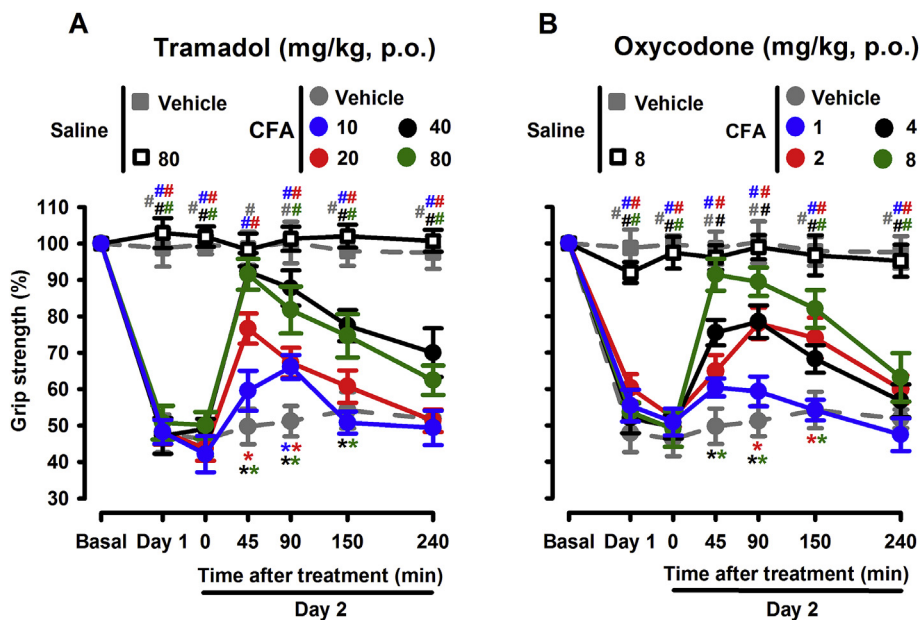 A
Tramadol (mg/kg, p.o.)
Saline
Vehicle
80
CFA
Vehicle
10
40
20
80
Grip strength (%)
110
100
90
80
70
60
50
40
30
# ## ##
# ## ##
# # ##
## # #
# ## ##
# ## ##
*
**
** **
**
Basal
Day 1
0
45
90
150
240
Time after treatment (min)
Day 2
B
Oxycodone (mg/kg, p.o.)
Saline
Vehicle
8
CFA
Vehicle
1
4
2
8
# ## ##
# ## ##
## ##
## ##
# ## ##
# ## ##
**
*
**
**
Basal
Day 1
0
45
90
150
240
Time after treatment (min)
Day 2